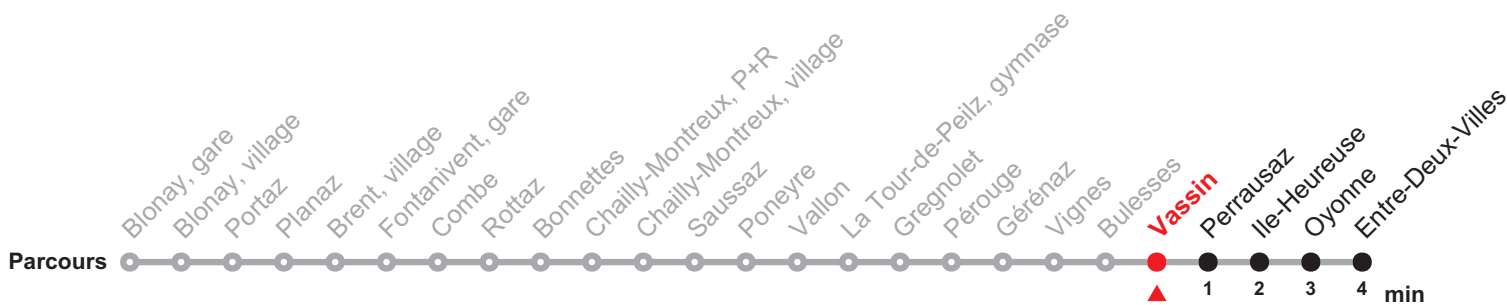 Parcours
Blonay, gare
Blonay, village
Portaz
Planaz
Brent, village
Fontanivent, gare
Combe
Rottaz
Bonnettes
Chailly-Montreux, P+R
Chailly-Montreux, village
Saussaz
Poneyre
Vallon
La Tour-de-Peilz, gymnase
Gregnolet
Pérouge
Gérénaz
Vignes
Bulesses
Vassin
Perrausaz
Ile-Heureuse
Oyonne
Entre-Deux-Villes
1 2 3 4 min